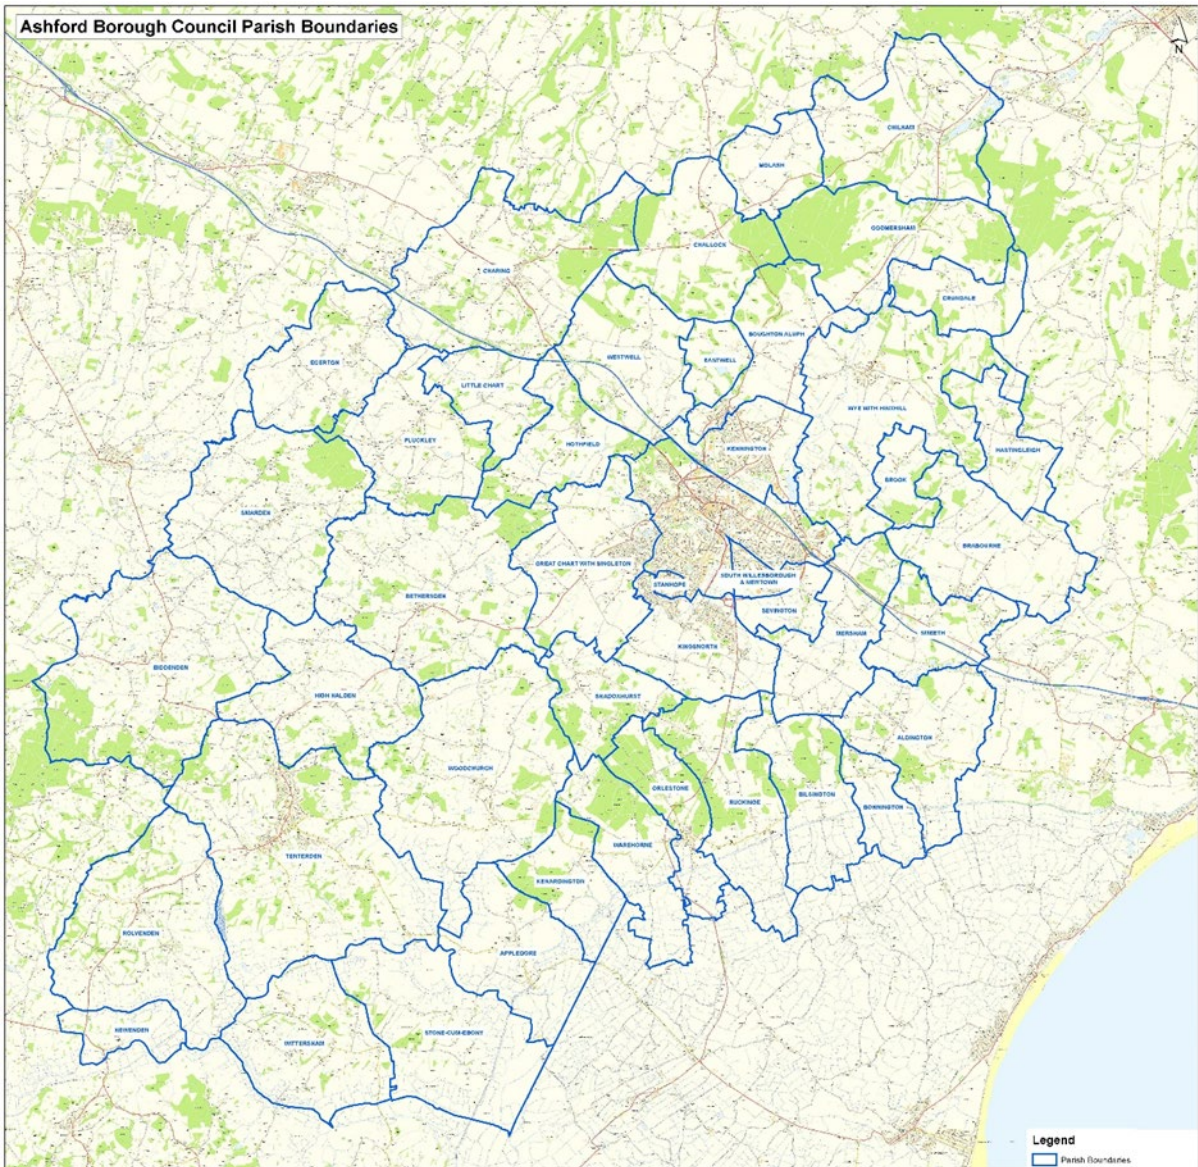 Ashford Borough Council Parish Boundaries
N
CHILHAM
MOLASH
GODMERSHAM
CHALLOCK
CHARING
CRUNDALE
BOUGHTON ALUPH
WESTWELL
EASTWELL
EGERTON
LITTLE CHART
WYE WITH HINXHILL
PLUCKLEY
HOTHFIELD
KENNINGTON
HASTINGLEIGH
BROOK
SMARDEN
BRABOURNE
GREAT CHART WITH SINGLETON
STANHOPE
SOUTH WILLESBOROUGH
& NEWTOWN
BETHERSDEN
SEVINGTON
MERSHAM
SMEETH
KINGSNORTH
BIDDENDEN
HIGH HALDEN
SHADOXHURST
ALDINGTON
WOODCHURCH
ORLESTONE
RUCKINGE
BILSINGTON
BONNINGTON
WAREHORNE
TENTERDEN
KENARDINGTON
ROLVENDEN
APPLEDORE
NEWENDEN
WITTERSHAM
STONE-CUM-EBONY
Legend
Parish Boundaries